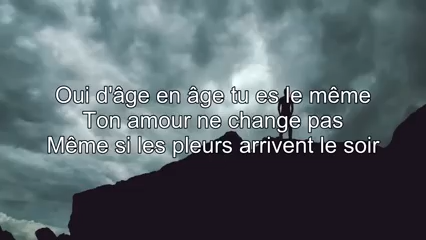 Oui d'âge en âge tu es le même
Ton amour ne change pas
Même si les pleurs arrivent le soir